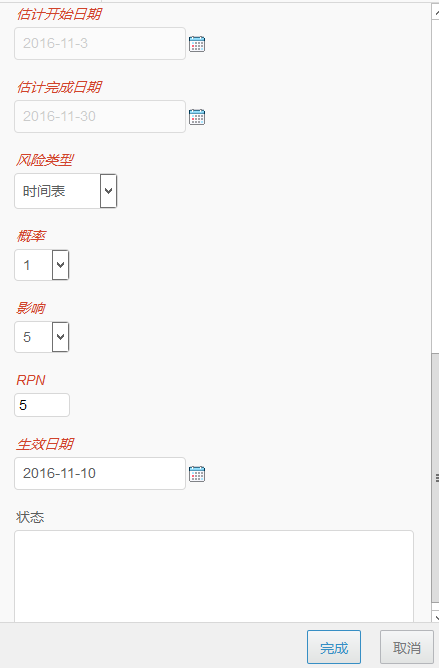 估计开始日期
2016-11-3
估计完成日期
2016-11-30
风险类型
时间表
概率
1
影响
5
RPN
5
生效日期
2016-11-10
状态
完成 取消